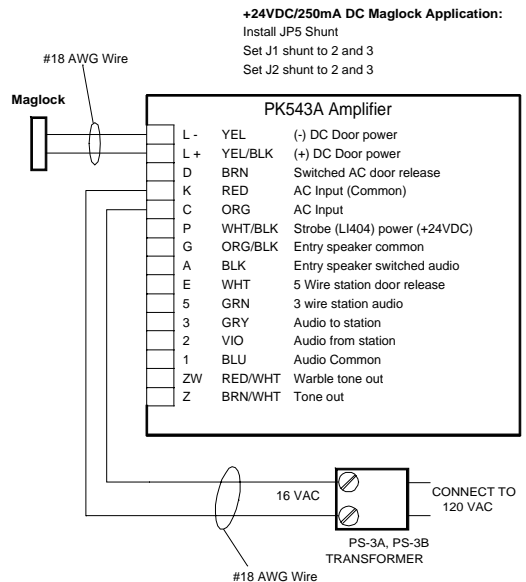 +24VDC/250mA DC Maglock Application:
Install JP5 Shunt
Set J1 shunt to 2 and 3
Set J2 shunt to 2 and 3
#18 AWG Wire
Maglock
PK543A Amplifier
L - YEL (-) DC Door power
L + YEL/BLK (+) DC Door power
D BRN Switched AC door release
K RED AC Input (Common)
C ORG AC Input
P WHT/BLK Strobe (LI404) power (+24VDC)
G ORG/BLK Entry speaker common
A BLK Entry speaker switched audio
E WHT 5 Wire station door release
5 GRN 3 wire station audio
3 GRY Audio to station
2 VIO Audio from station
1 BLU Audio Common
ZW RED/WHT Warble tone out
Z BRN/WHT Tone out
16 VAC
CONNECT TO
120 VAC
PS-3A, PS-3B
TRANSFORMER
#18 AWG Wire